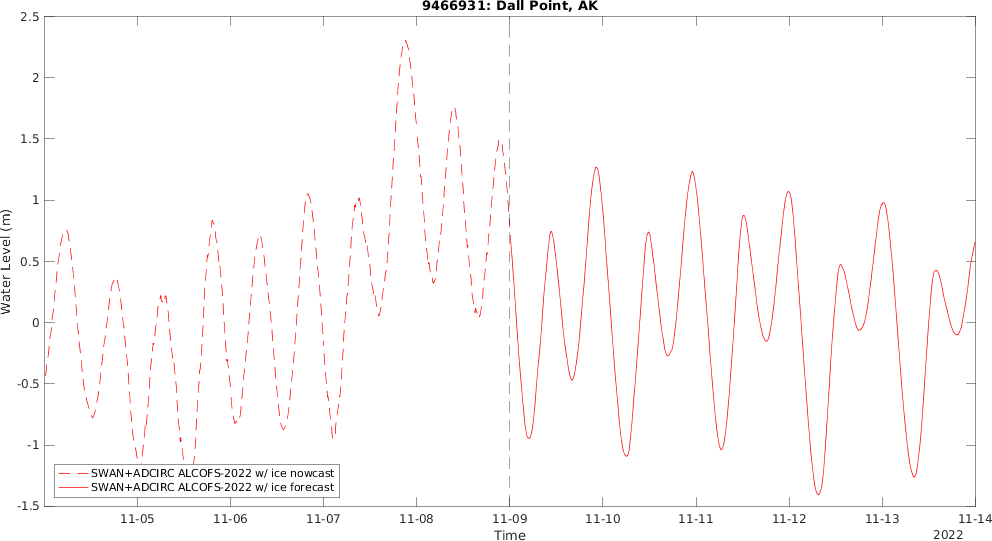 9466931: Dall Point, AK
2.5
2
1.5
1
0.5
0
-0.5
-1
-1.5
Water Level (m)
SWAN+ADCIRC ALCOFS-2022 w/ ice nowcast
SWAN+ADCIRC ALCOFS-2022 w/ ice forecast
11-05 11-06 11-07 11-08 11-09 11-10 11-11 11-12 11-13 11-14
Time
2022